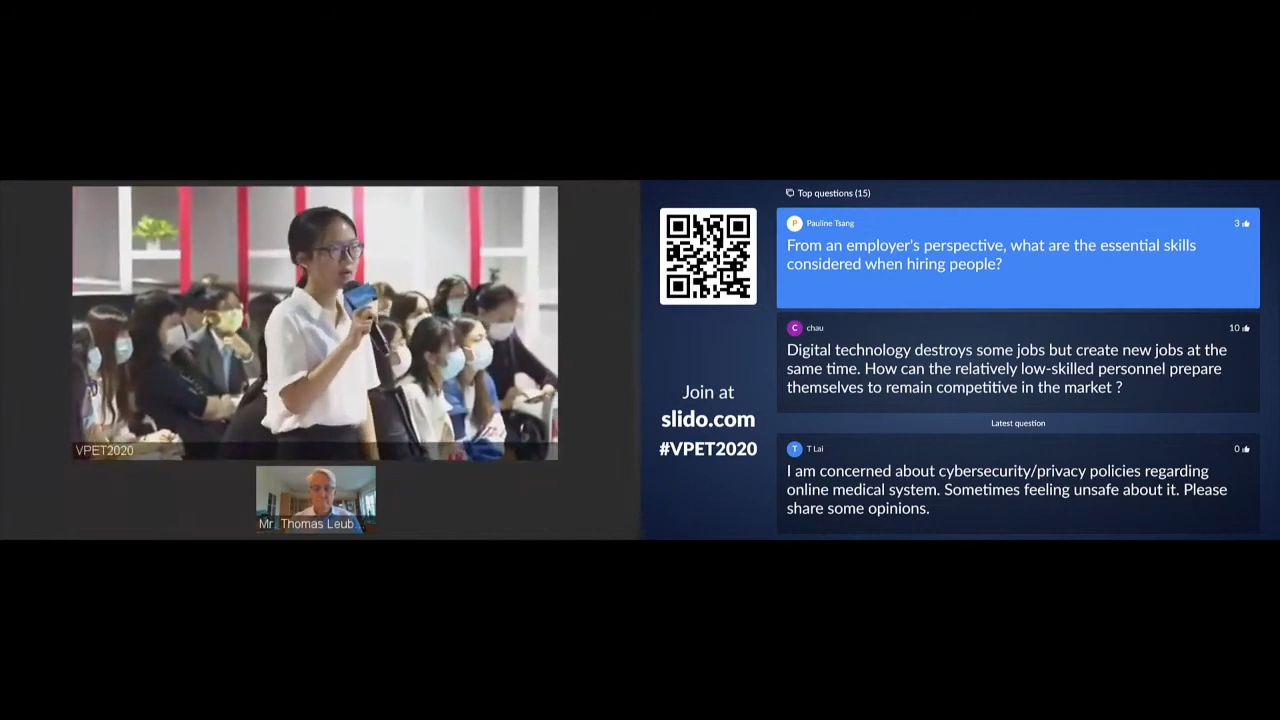 VPET2020
Mr. Thomas Leub...
Join at
slido.com
#VPET2020
Top questions (15)
P
Pauline Tsang
3
From an employer's perspective, what are the essential skills
considered when hiring people?
C
chau
10
Digital technology destroys some jobs but create new jobs at the
same time. How can the relatively low-skilled personnel prepare
themselves to remain competitive in the market ?
Latest question
T
T Lai
0
I am concerned about cybersecurity/privacy policies regarding
online medical system. Sometimes feeling unsafe about it. Please
share some opinions.